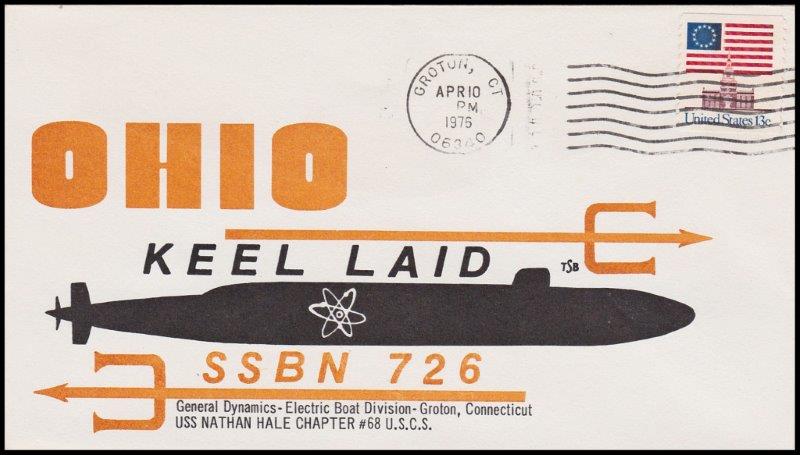 GROTON, CT
APR 10
PM
1976
06340
United States 13c
OHIO
KEEL LAID
TSB
SSBN 726
General Dynamics - Electric Boat Division - Groton, Connecticut
USS NATHAN HALE CHAPTER #68 U.S.C.S.